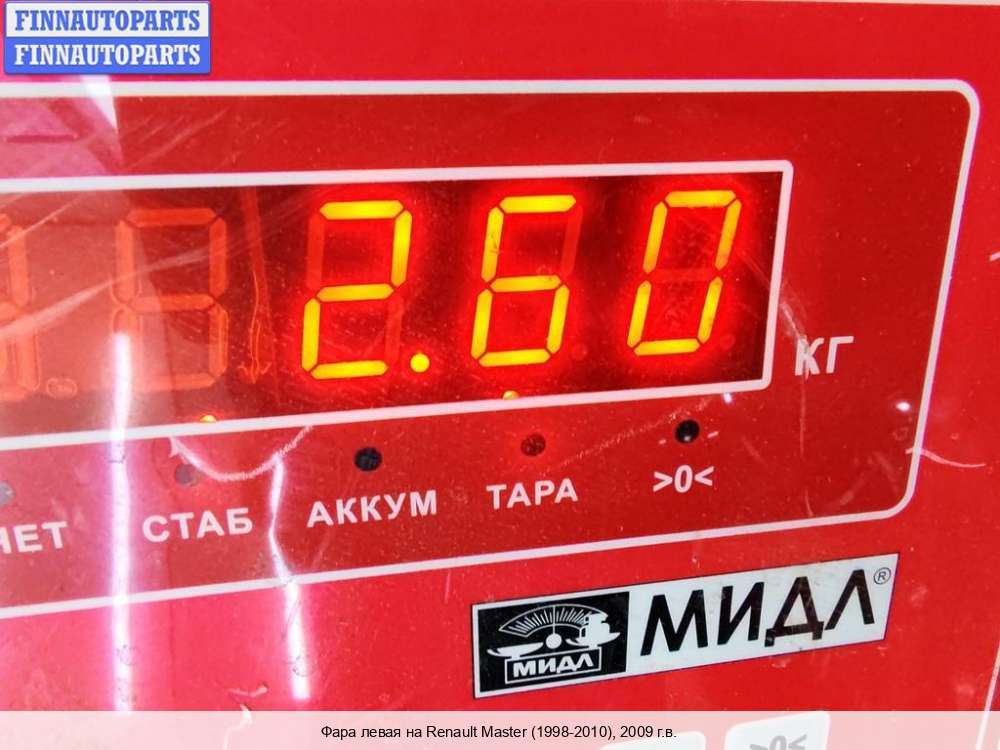 FINNAUTOPARTS
FINNAUTOPARTS
2.60
КГ
СТАБ АККУМ ТАРА >0<
МИДЛ®
МИДЛ
Фара левая на Renault Master (1998-2010), 2009 г.в.
>0<